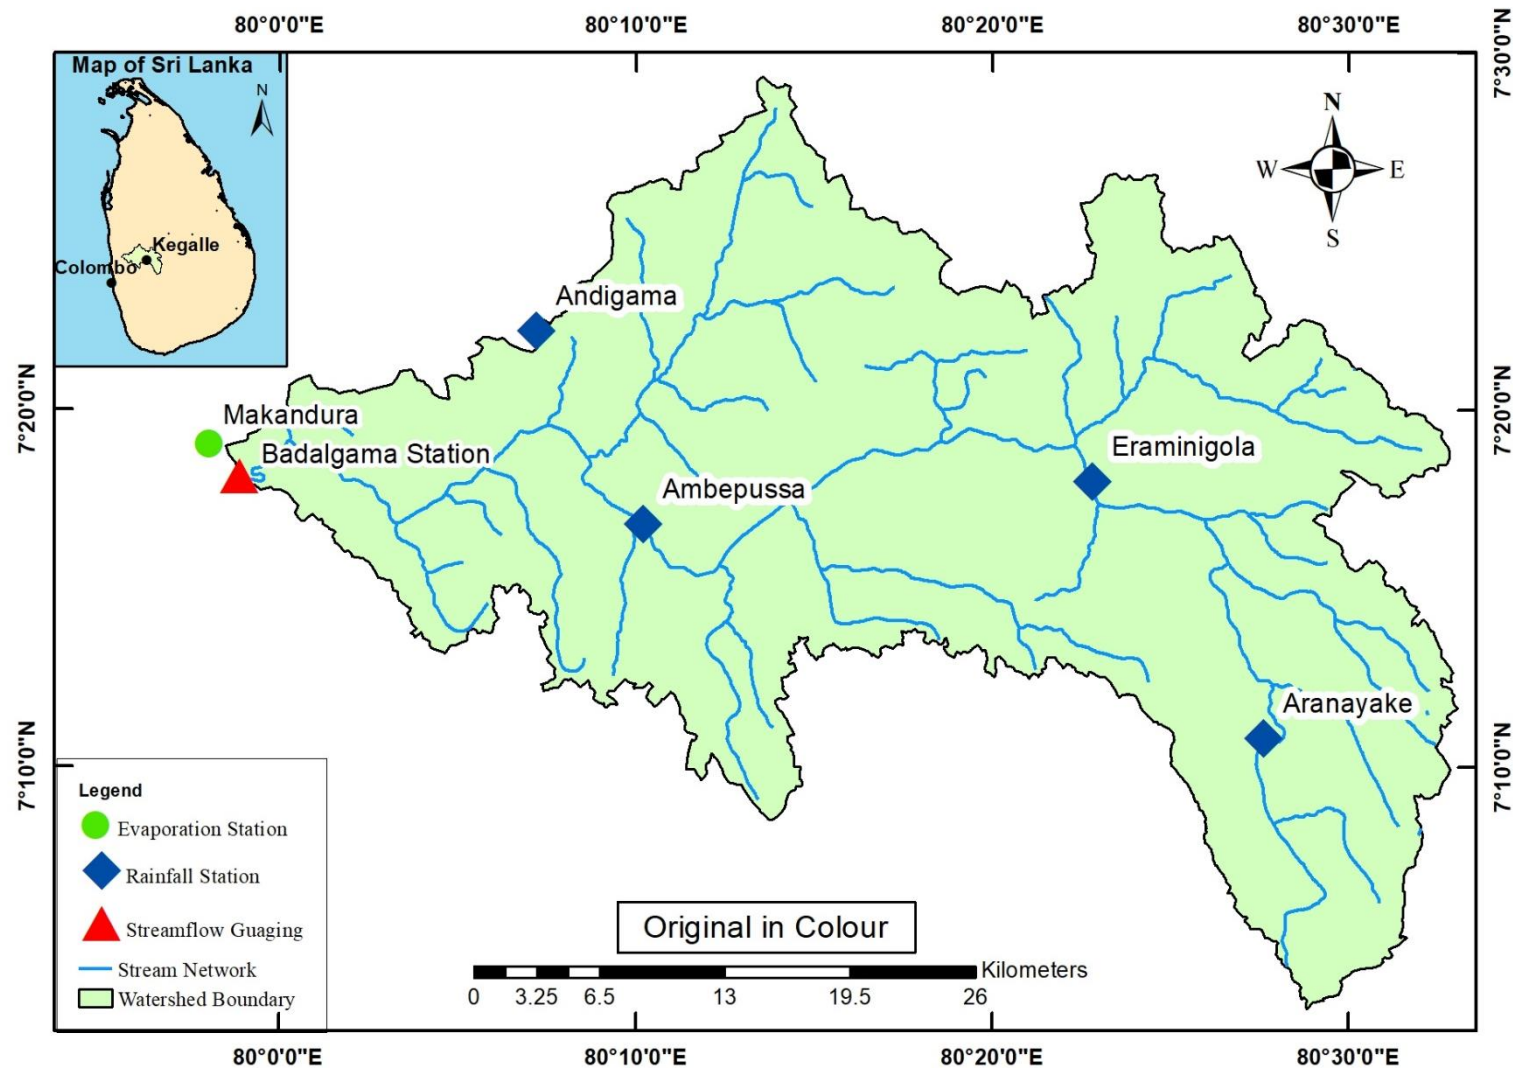 80°0'0"E 80°10'0"E 80°20'0"E 80°30'0"E
7°30'0"N
Map of Sri Lanka
N
Kegalle
Colombo
N
W E
S
Andigama
7°20'0"N
7°20'0"N
Makandura
Badalgama Station
Eraminigola
Ambepussa
Aranayake
7°10'0"N
7°10'0"N
Legend
Evaporation Station
Rainfall Station
Streamflow Guaging
Stream Network
Watershed Boundary
Original in Colour
Kilometers
0 3.25 6.5 13 19.5 26
80°0'0"E 80°10'0"E 80°20'0"E 80°30'0"E